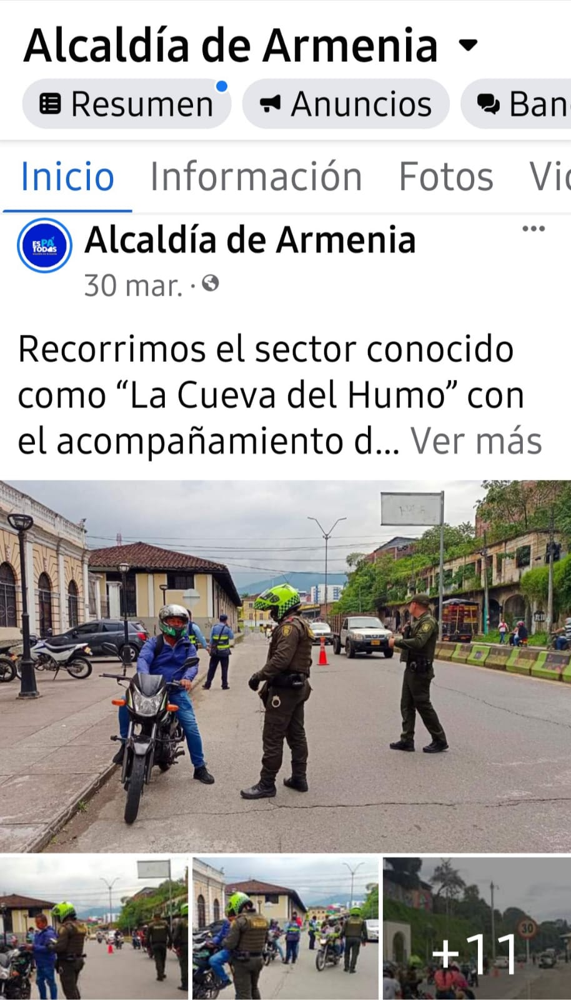 Alcaldía de Armenia
Resumen Anuncios Ban
Inicio Información Fotos Vic
ES PA'
TODOS
Alcaldía de Armenia
30 mar. ·
Recorrimos el sector conocido
como “La Cueva del Humo” con
el acompañamiento d... Ver más
30
+11